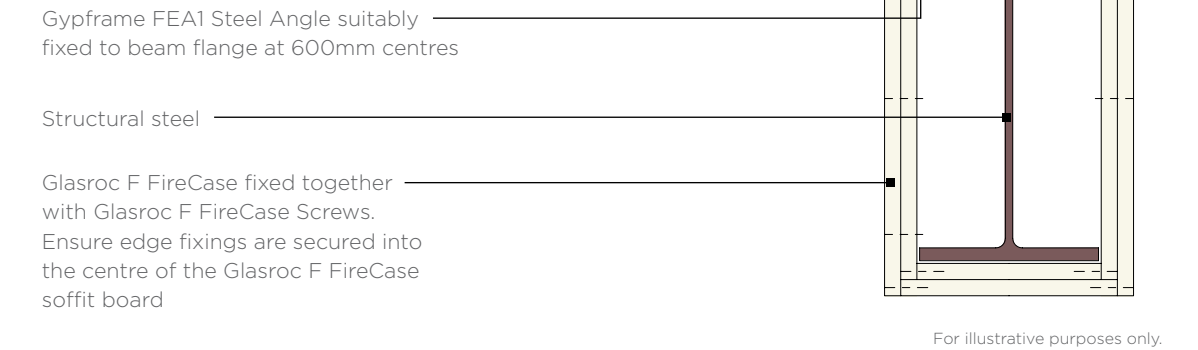 Gypframe FEA1 Steel Angle suitably
fixed to beam flange at 600mm centres
Structural steel
Glasroc F FireCase fixed together
with Glasroc F FireCase Screws.
Ensure edge fixings are secured into
the centre of the Glasroc F FireCase
soffit board
For illustrative purposes only.